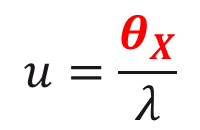 u = θ_X / λ